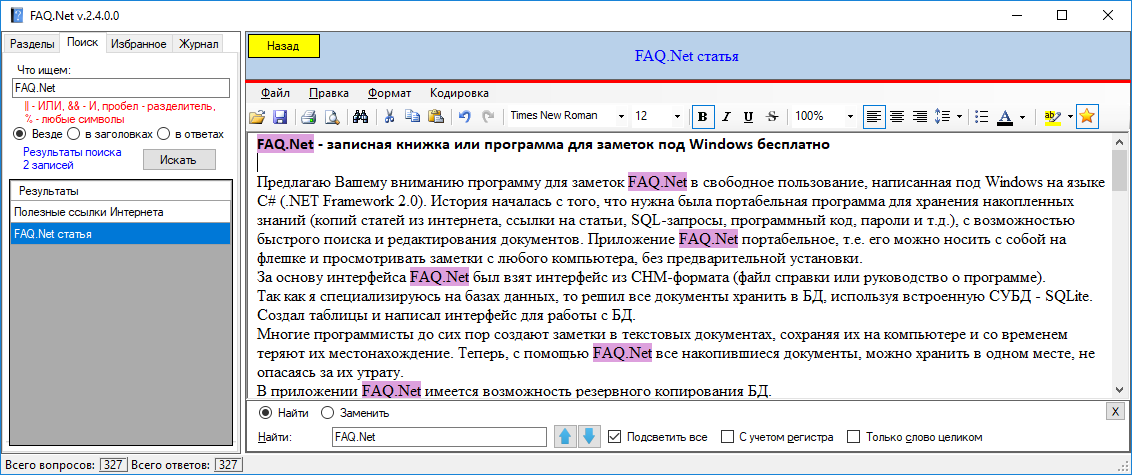 FAQ.Net v.2.4.0.0
Разделы Поиск Избранное Журнал
Что ищем:
FAQ.Net
|| - ИЛИ, && - И, пробел - разделитель,
% - любые символы
Везде в заголовках в ответах
Результаты поиска
2 записей
Искать
Результаты
Полезные ссылки Интернета
FAQ.Net статья
Назад
FAQ.Net статья
Файл Правка Формат Кодировка
Times New Roman 12 B I U S 100% A ab
FAQ.Net - записная книжка или программа для заметок под Windows бесплатно
Предлагаю Вашему вниманию программу для заметок FAQ.Net в свободное пользование, написанная под Windows на языке
C# (.NET Framework 2.0). История началась с того, что нужна была портабельная программа для хранения накопленных
знаний (копий статей из интернета, ссылки на статьи, SQL-запросы, программный код, пароли и т.д.), с возможностью
быстрого поиска и редактирования документов. Приложение FAQ.Net портабельное, т.е. его можно носить с собой на
флешке и просматривать заметки с любого компьютера, без предварительной установки.
За основу интерфейса FAQ.Net был взят интерфейс из CHM-формата (файл справки или руководство о программе).
Так как я специализируюсь на базах данных, то решил все документы хранить в БД, используя встроенную СУБД - SQLite.
Создал таблицы и написал интерфейс для работы с БД.
Многие программисты до сих пор создают заметки в текстовых документах, сохраняя их на компьютере и со временем
теряют их местонахождение. Теперь, с помощью FAQ.Net все накопившиеся документы, можно хранить в одном месте, не
опасаясь за их утрату.
В приложении FAQ.Net имеется возможность резервного копирования БД.
Найти Заменить X
Найти: FAQ.Net Подсветить все С учетом регистра Только слово целиком
Всего вопросов: 327 Всего ответов: 327